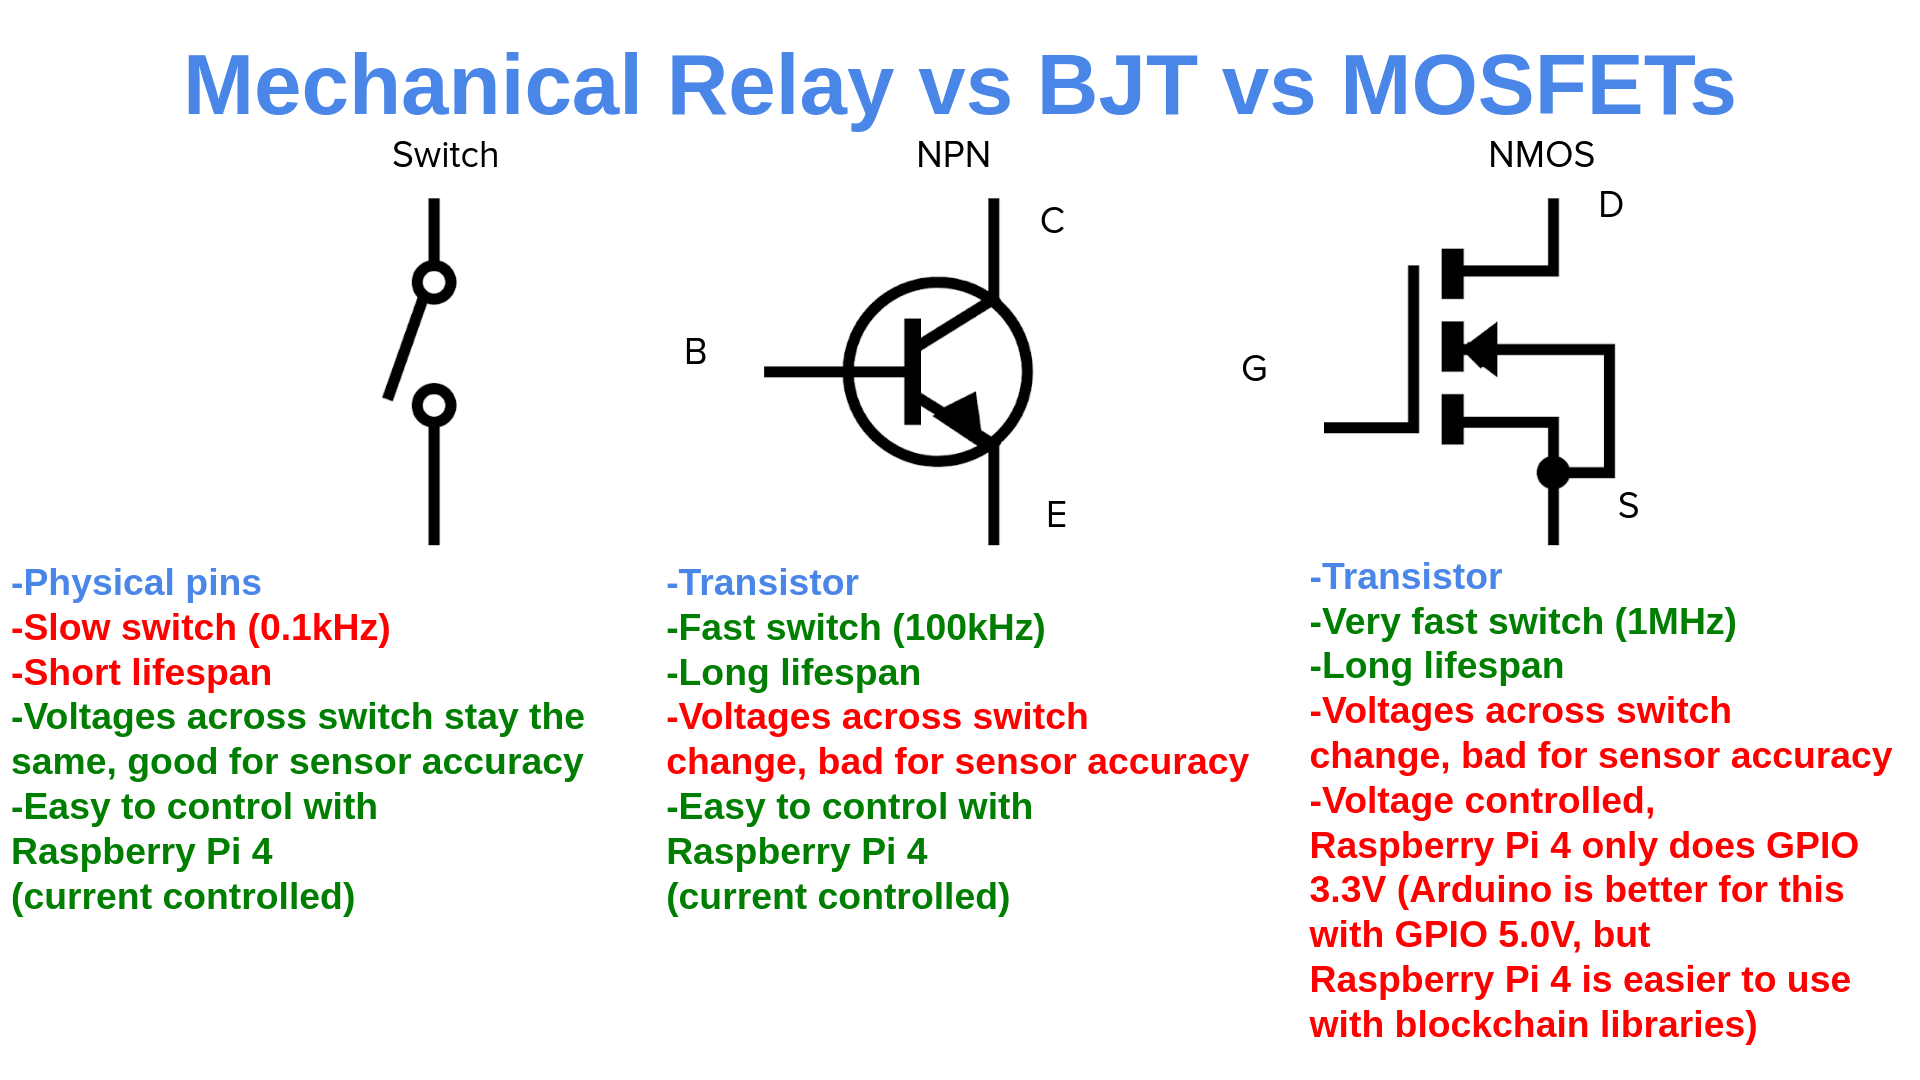 Mechanical Relay vs BJT vs MOSFETs
Switch
NPN
NMOS
C
B
E
D
G
S
-Physical pins
-Slow switch (0.1kHz)
-Short lifespan
-Voltages across switch stay the
same, good for sensor accuracy
-Easy to control with
Raspberry Pi 4
(current controlled)
-Transistor
-Fast switch (100kHz)
-Long lifespan
-Voltages across switch
change, bad for sensor accuracy
-Easy to control with
Raspberry Pi 4
(current controlled)
-Transistor
-Very fast switch (1MHz)
-Long lifespan
-Voltages across switch
change, bad for sensor accuracy
-Voltage controlled,
Raspberry Pi 4 only does GPIO
3.3V (Arduino is better for this
with GPIO 5.0V, but
Raspberry Pi 4 is easier to use
with blockchain libraries)